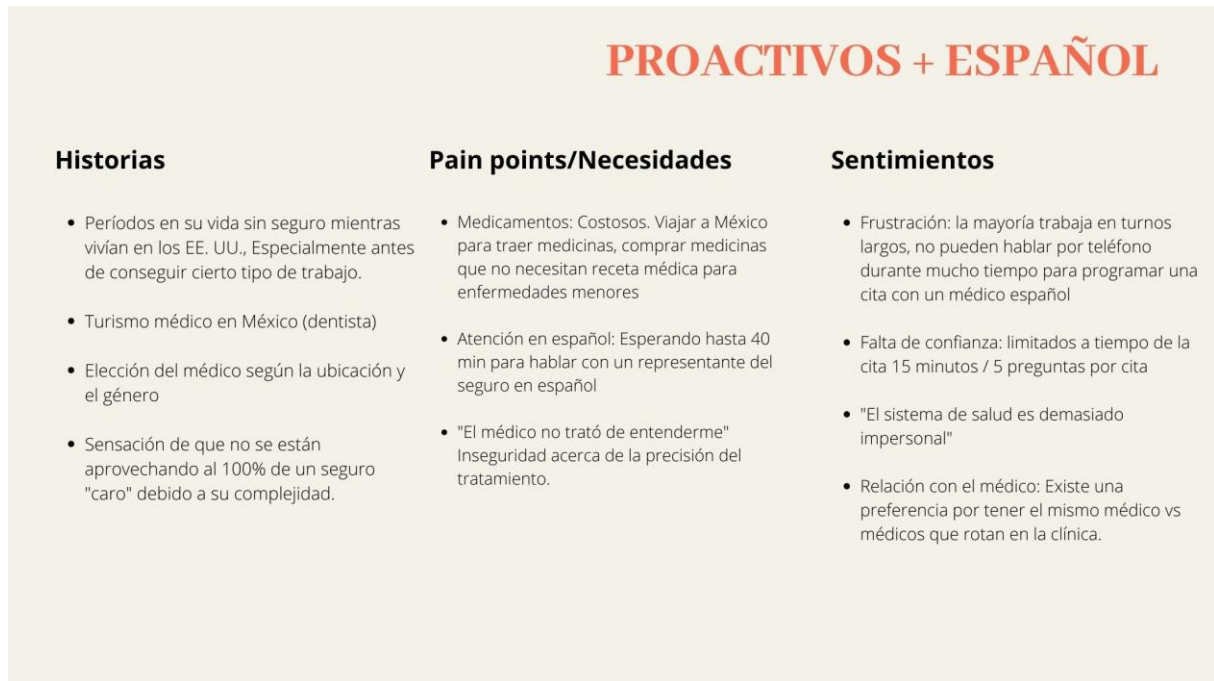 PROACTIVOS + ESPAÑOL
Historias
• Períodos en su vida sin seguro mientras
vivían en los EE. UU., Especialmente antes
de conseguir cierto tipo de trabajo.
• Turismo médico en México (dentista)
• Elección del médico según la ubicación y
el género
• Sensación de que no se están
aprovechando al 100% de un seguro
"caro" debido a su complejidad.
Pain points/Necesidades
• Medicamentos: Costosos. Viajar a México
para traer medicinas, comprar medicinas
que no necesitan receta médica para
enfermedades menores
• Atención en español: Esperando hasta 40
min para hablar con un representante del
seguro en español
• "El médico no trató de entenderme"
Inseguridad acerca de la precisión del
tratamiento.
Sentimientos
• Frustración: la mayoría trabaja en turnos
largos, no pueden hablar por teléfono
durante mucho tiempo para programar una
cita con un médico español
• Falta de confianza: limitados a tiempo de la
cita 15 minutos / 5 preguntas por cita
• "El sistema de salud es demasiado
impersonal"
• Relación con el médico: Existe una
preferencia por tener el mismo médico vs
médicos que rotan en la clínica.